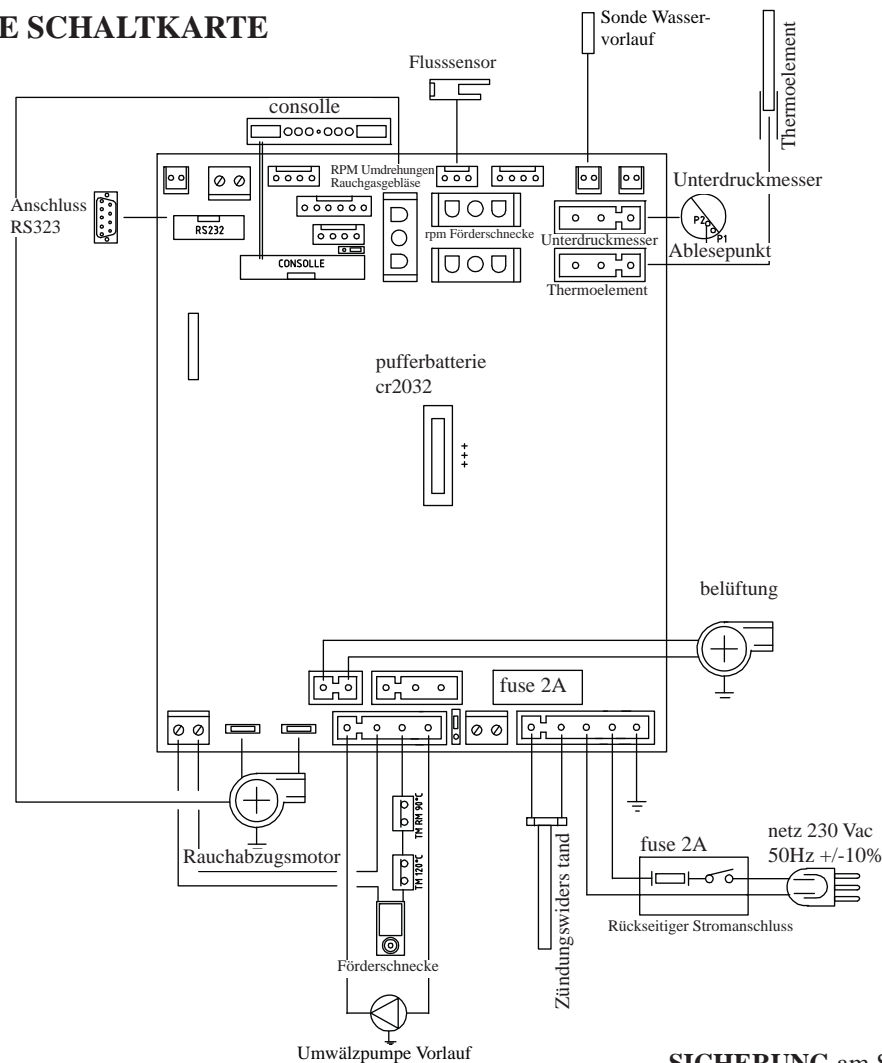 E SCHALTKARTE
Sonde Wasser-
vorlauf
Flusssensor
consolle
Thermoelement
RPM Umdrehungen
Rauchgasgebläse
Unterdruckmesser
Anschluss
RS323
RS232
rpm Förderschnecke
Unterdruckmesser
P2
P1
Ablesepunkt
CONSOLLE
Thermoelement
pufferbatterie
cr2032
+++
belüftung
fuse 2A
TM RM 90°C
Rauchabzugsmotor
TM 120°C
Zündungswiders tand
fuse 2A
netz 230 Vac
50Hz +/-10%
Rückseitiger Stromanschluss
Förderschnecke
Umwälzpumpe Vorlauf
SICHERUNG am